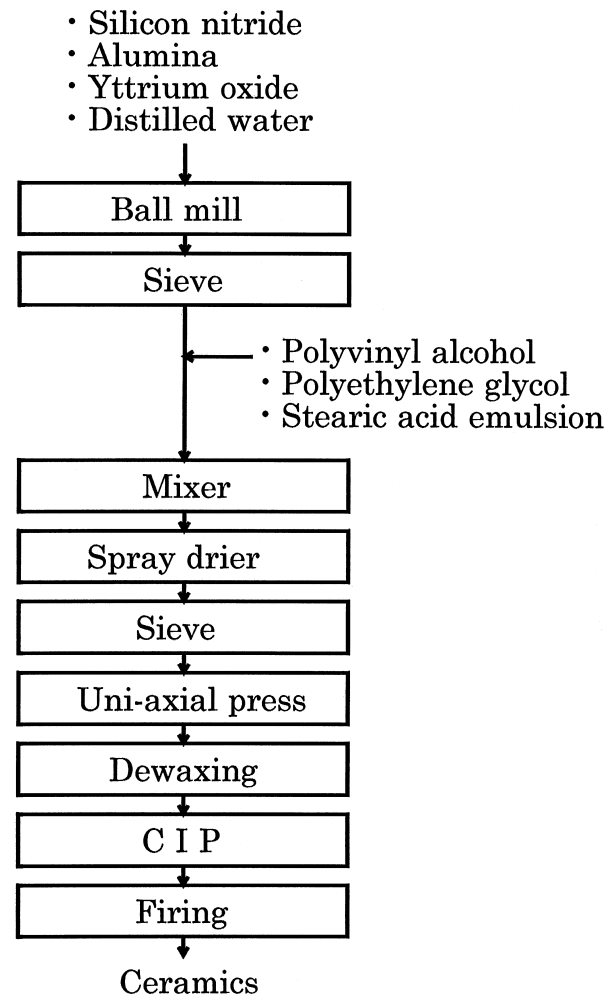 · Silicon nitride
· Alumina
· Yttrium oxide
· Distilled water
Ball mill
Sieve
· Polyvinyl alcohol
· Polyethylene glycol
· Stearic acid emulsion
Mixer
Spray drier
Sieve
Uni-axial press
Dewaxing
C I P
Firing
Ceramics